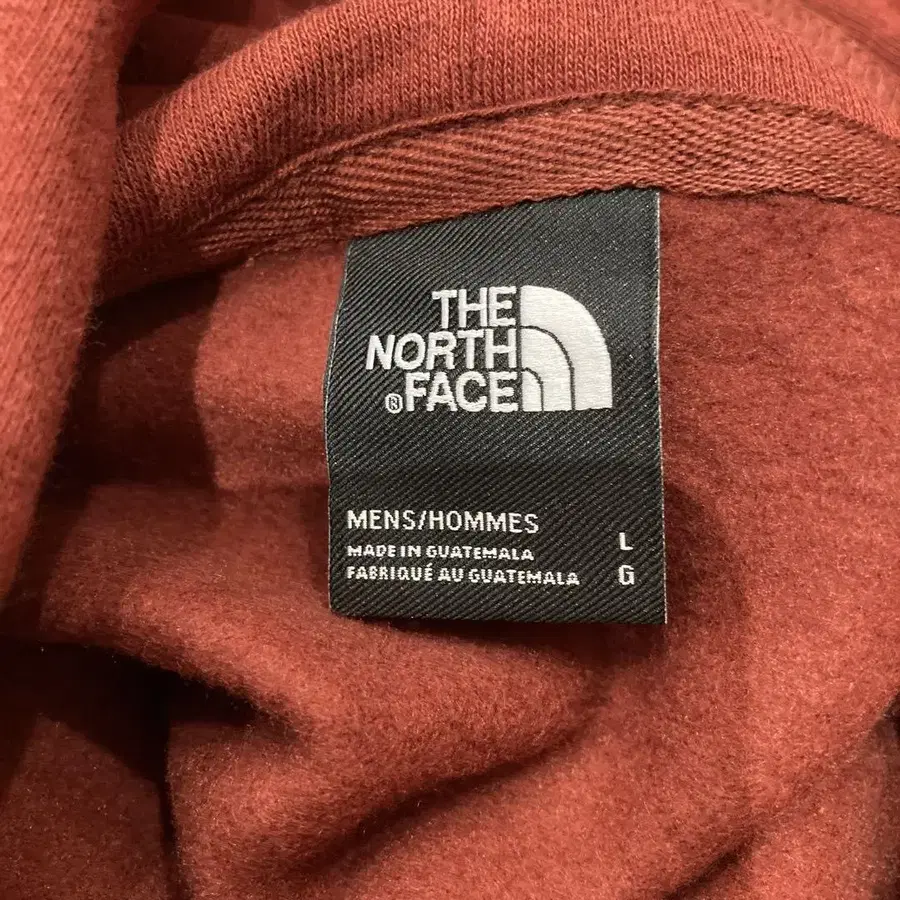 THE
NORTH
®FACE
MENS/HOMMES
MADE IN GUATEMALA L
FABRIQUÉ AU GUATEMALA G